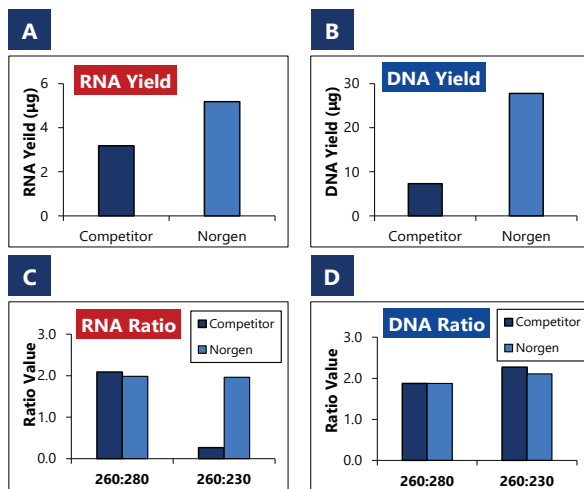 A
RNA Yield
RNA Yeild (µg)
6
4
2
0
Competitor
Norgen
B
DNA Yield
DNA Yield (µg)
30
20
10
0
Competitor
Norgen
C
RNA Ratio
Competitor
Norgen
Ratio Value
3.0
2.0
1.0
0.0
260:280
260:230
D
DNA Ratio
Competitor
Norgen
Ratio Value
3.0
2.0
1.0
0.0
260:280
260:230